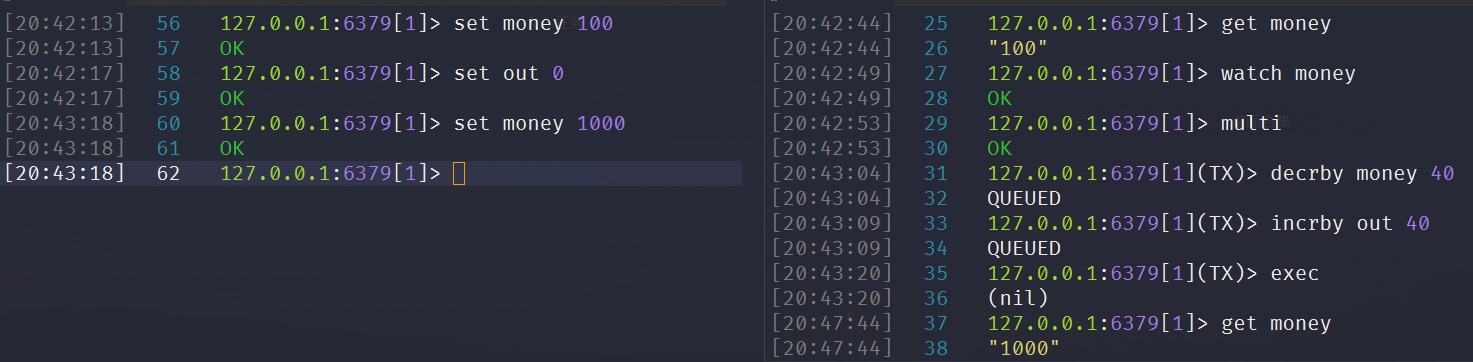 [20:42:13] 56 127.0.0.1:6379[1]> set money 100
[20:42:13] 57 OK
[20:42:17] 58 127.0.0.1:6379[1]> set out 0
[20:42:17] 59 OK
[20:43:18] 60 127.0.0.1:6379[1]> set money 1000
[20:43:18] 61 OK
[20:43:18] 62 127.0.0.1:6379[1]>
[20:42:44] 25 127.0.0.1:6379[1]> get money
[20:42:44] 26 "100"
[20:42:49] 27 127.0.0.1:6379[1]> watch money
[20:42:49] 28 OK
[20:42:53] 29 127.0.0.1:6379[1]> multi
[20:42:53] 30 OK
[20:43:04] 31 127.0.0.1:6379[1](TX)> decrby money 40
[20:43:04] 32 QUEUED
[20:43:09] 33 127.0.0.1:6379[1](TX)> incrby out 40
[20:43:09] 34 QUEUED
[20:43:20] 35 127.0.0.1:6379[1](TX)> exec
[20:43:20] 36 (nil)
[20:47:44] 37 127.0.0.1:6379[1]> get money
[20:47:44] 38 "1000"